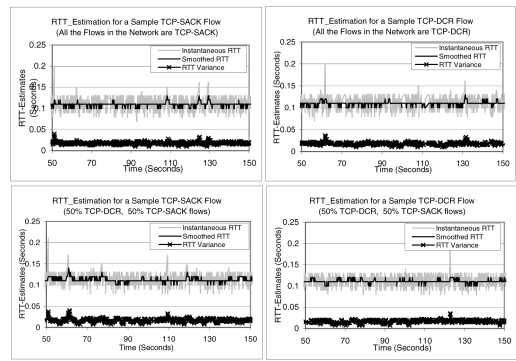 RTT_Estimation for a Sample TCP-SACK Flow
(All the Flows in the Network are TCP-SACK)
RTT-Estimates (Seconds)
0.25
0.2
0.15
0.1
0.05
0
Instantaneous RTT
Smoothed RTT
RTT Variance
50 70 90 110 130 150
Time (Seconds)
RTT_Estimation for a Sample TCP-DCR Flow
(All the Flows in the Network are TCP-DCR)
RTT-Estimates (Seconds)
0.25
0.2
0.15
0.1
0.05
0
Instantaneous RTT
Smoothed RTT
RTT Variance
50 70 90 110 130 150
Time (Seconds)
RTT_Estimation for a Sample TCP-SACK Flow
(50% TCP-DCR, 50% TCP-SACK flows)
RTT-Estimates (Seconds)
0.25
0.2
0.15
0.1
0.05
0
Instantaneous RTT
Smoothed RTT
RTT Variance
50 70 90 110 130 150
Time (Seconds)
RTT_Estimation for a Sample TCP-DCR Flow
(50% TCP-DCR, 50% TCP-SACK flows)
RTT-Estimates (Seconds)
0.25
0.2
0.15
0.1
0.05
0
Instantaneous RTT
Smoothed RTT
RTT Variance
50 70 90 110 130 150
Time (Seconds)